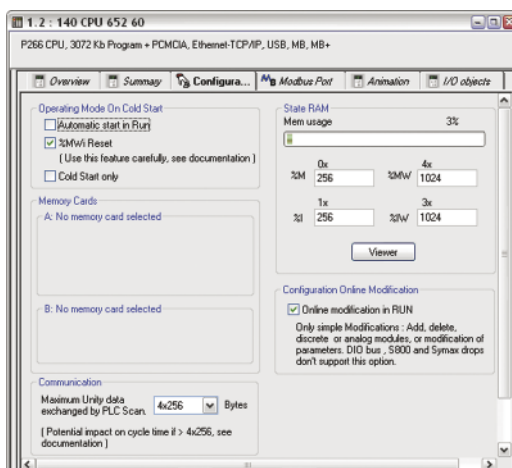 1.2 : 140 CPU 652 60
P266 CPU, 3072 Kb Program + PCMCIA, Ethernet-TCP/IP, USB, MB, MB+
Overview
Summary
Configura...
Modbus Port
Animation
I/O objects
Operating Mode On Cold Start
Automatic start in Run
%MWi Reset
( Use this feature carefully, see documentation )
Cold Start only
Memory Cards
A: No memory card selected
B: No memory card selected
Communication
Maximum Unity data
exchanged by PLC Scan.
4x256
Bytes
( Potential impact on cycle time if > 4x256, see
documentation )
State RAM
Mem usage 3%
0x 4x
%M 256 %MW 1024
1x 3x
%I 256 %IW 1024
Viewer
Configuration Online Modification
Online modification in RUN
Only simple Modifications : Add, delete,
discrete or analog modules, or modification of
parameters. DIO bus , S800 and Symax drops
don't support this option.